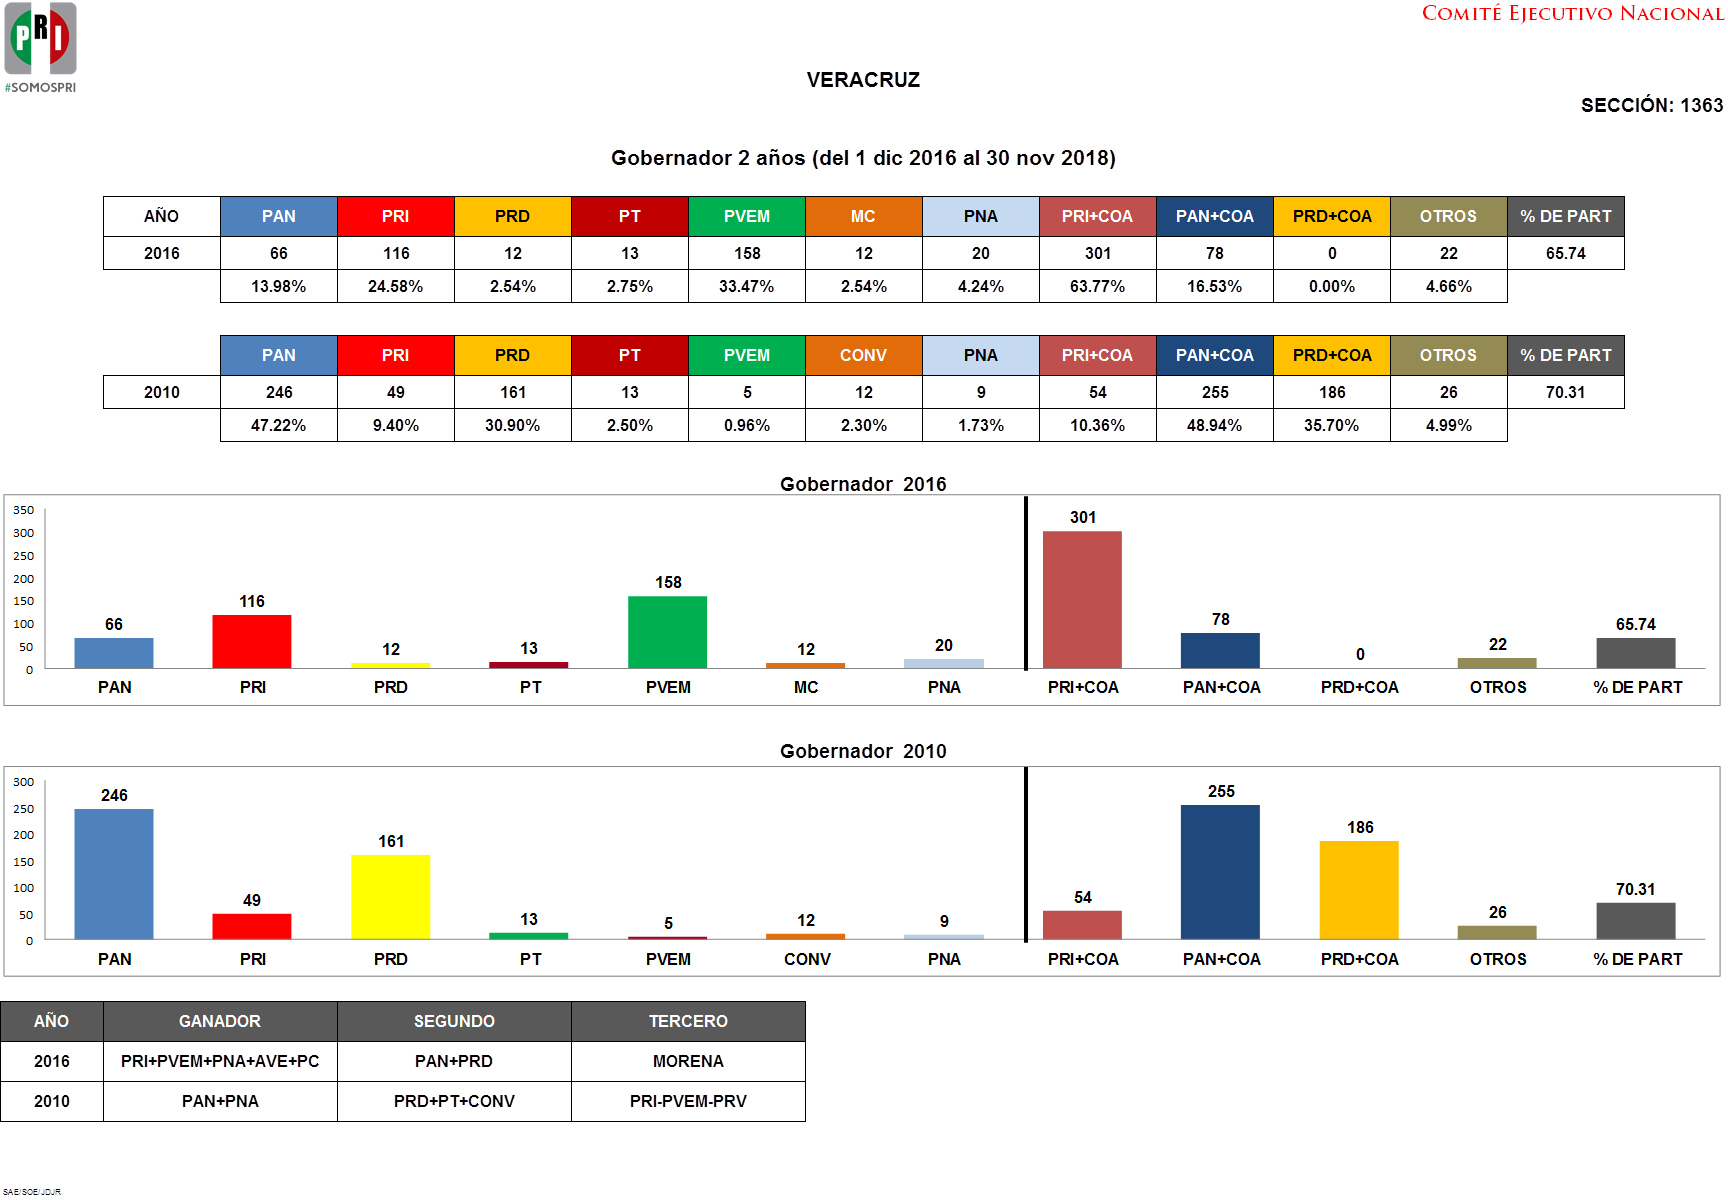 PRI
#SOMOSPRI
COMITÉ EJECUTIVO NACIONAL
VERACRUZ
SECCIÓN: 1363
Gobernador 2 años (del 1 dic 2016 al 30 nov 2018)
AÑO PAN PRI PRD PT PVEM MC PNA PRI+COA PAN+COA PRD+COA OTROS % DE PART
2016 66 116 12 13 158 12 20 301 78 0 22 65.74
13.98% 24.58% 2.54% 2.75% 33.47% 2.54% 4.24% 63.77% 16.53% 0.00% 4.66%
PAN PRI PRD PT PVEM CONV PNA PRI+COA PAN+COA PRD+COA OTROS % DE PART
2010 246 49 161 13 5 12 9 54 255 186 26 70.31
47.22% 9.40% 30.90% 2.50% 0.96% 2.30% 1.73% 10.36% 48.94% 35.70% 4.99%
Gobernador 2016
350
300
250
200
150
100
50
0
66 116 12 13 158 12 20 301 78 0 22 65.74
PAN PRI PRD PT PVEM MC PNA PRI+COA PAN+COA PRD+COA OTROS % DE PART
Gobernador 2010
300
250
200
150
100
50
0
246 49 161 13 5 12 9 54 255 186 26 70.31
PAN PRI PRD PT PVEM CONV PNA PRI+COA PAN+COA PRD+COA OTROS % DE PART
AÑO GANADOR SEGUNDO TERCERO
2016 PRI+PVEM+PNA+AVE+PC PAN+PRD MORENA
2010 PAN+PNA PRD+PT+CONV PRI-PVEM-PRV
SAE/SOE/JDJR